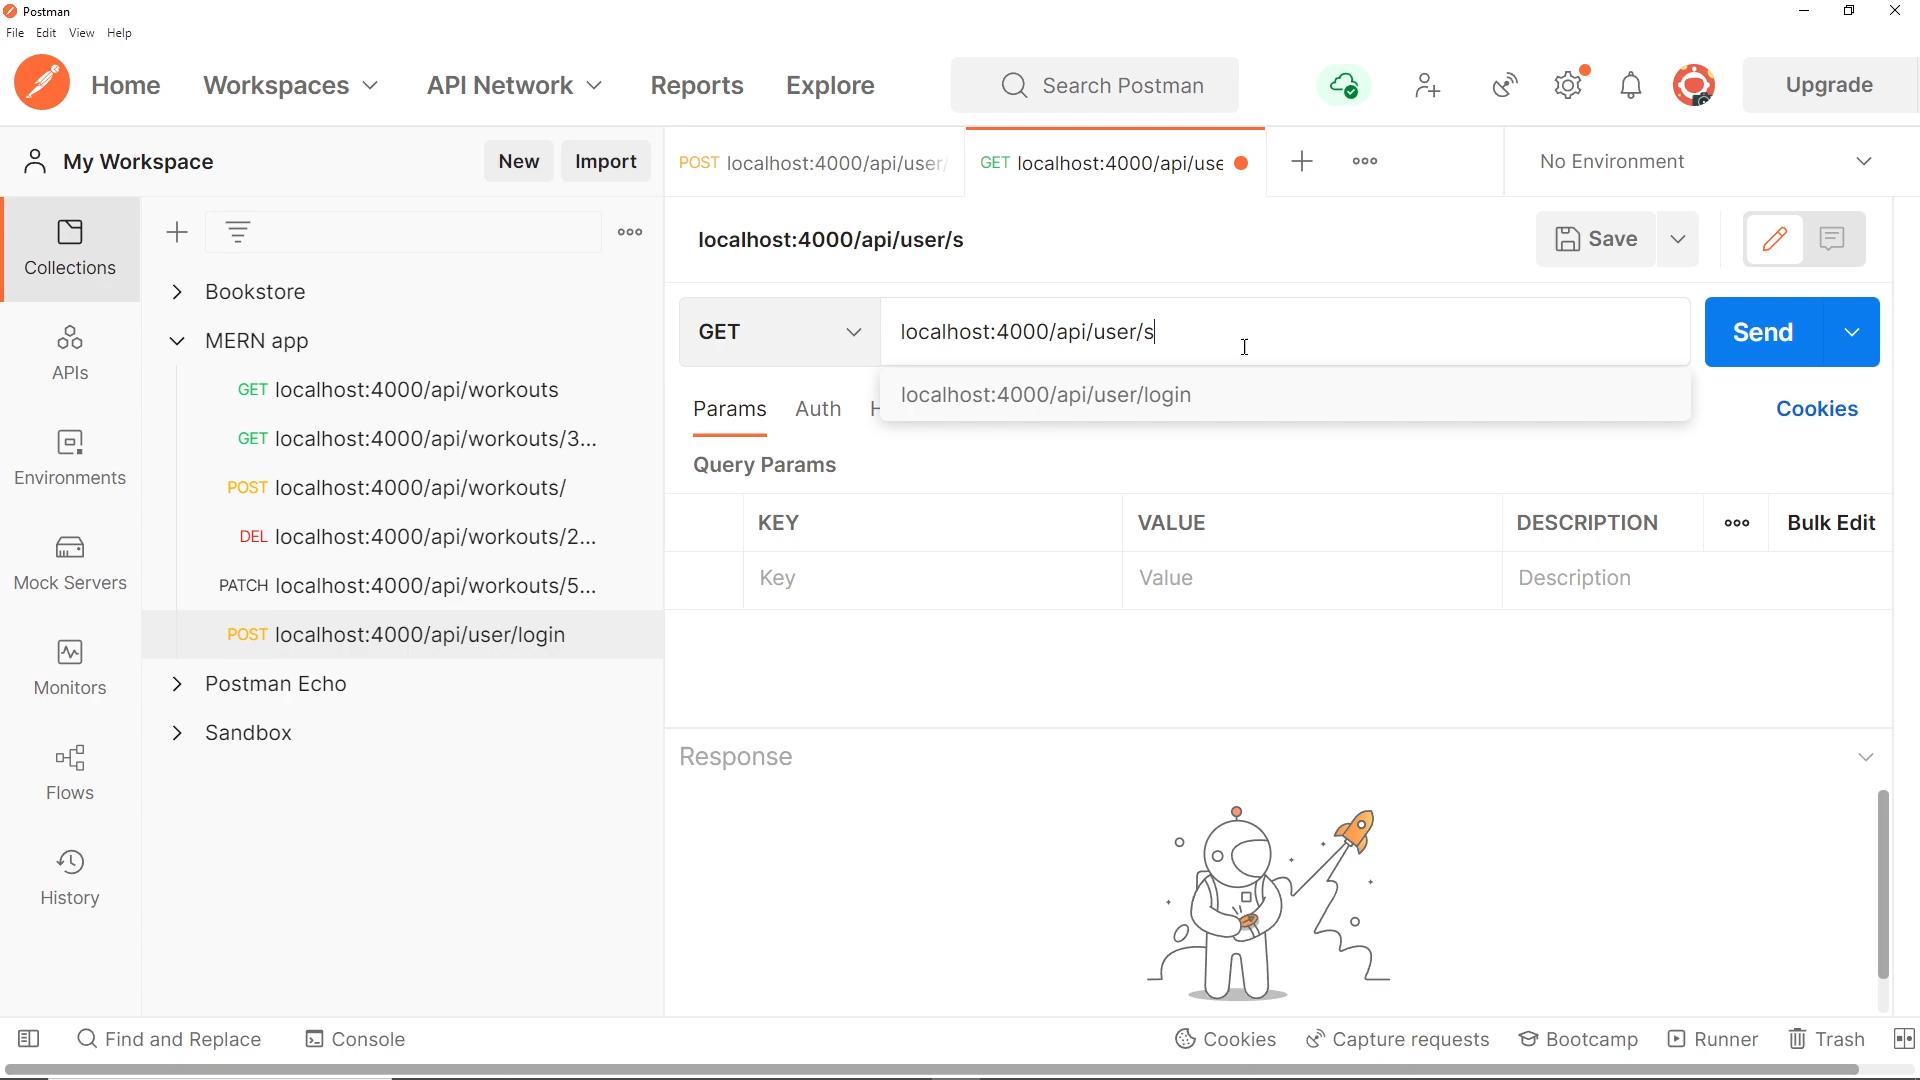 Postman
File Edit View Help
Home Workspaces API Network Reports Explore Search Postman Upgrade
My Workspace New Import
POST localhost:4000/api/user/
GET localhost:4000/api/use
No Environment
Collections
APIs
Environments
Mock Servers
Monitors
Flows
History
Bookstore
MERN app
GET localhost:4000/api/workouts
GET localhost:4000/api/workouts/3...
POST localhost:4000/api/workouts/
DEL localhost:4000/api/workouts/2...
PATCH localhost:4000/api/workouts/5...
POST localhost:4000/api/user/login
Postman Echo
Sandbox
localhost:4000/api/user/s
Save
GET localhost:4000/api/user/s Send
localhost:4000/api/user/login
Params Auth H Cookies
Query Params
KEY VALUE DESCRIPTION Bulk Edit
Key Value Description
Response
Find and Replace Console Cookies Capture requests Bootcamp Runner Trash